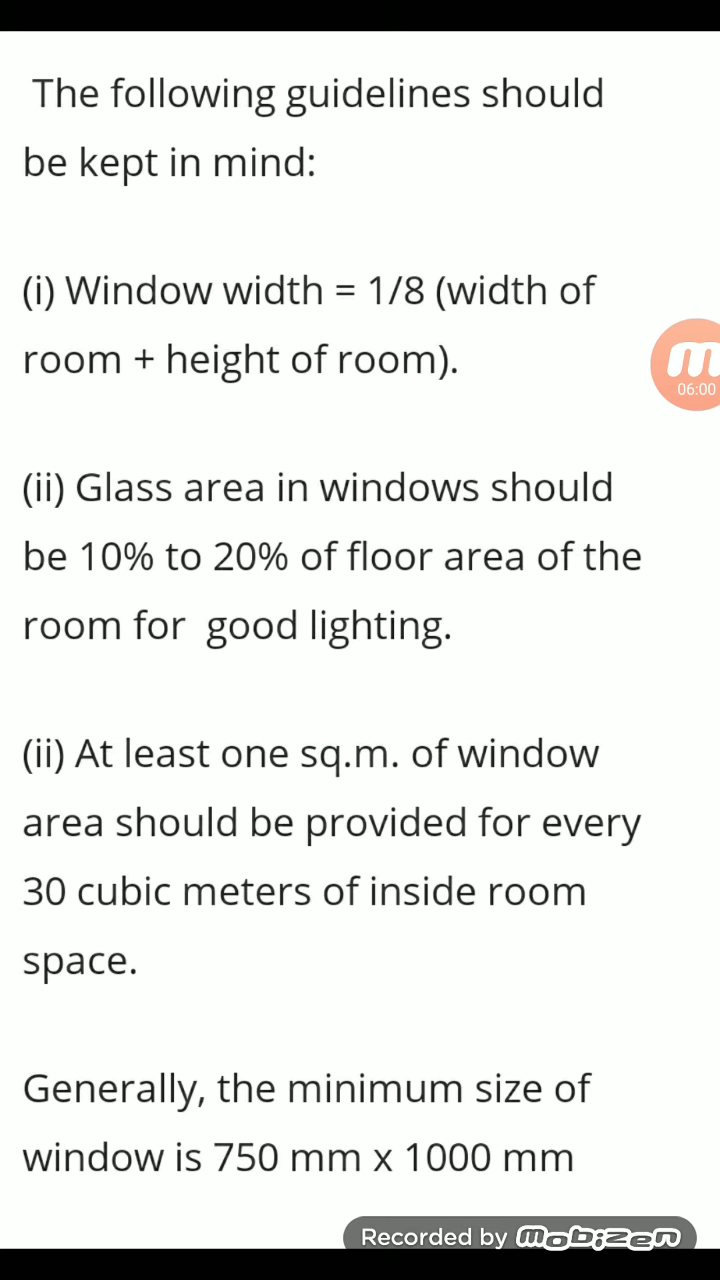 The following guidelines should
be kept in mind:
(i) Window width = 1/8 (width of
room + height of room).
m
06:00
(ii) Glass area in windows should
be 10% to 20% of floor area of the
room for  good lighting.
(ii) At least one sq.m. of window
area should be provided for every
30 cubic meters of inside room
space.
Generally, the minimum size of
window is 750 mm x 1000 mm
Recorded by mobizen